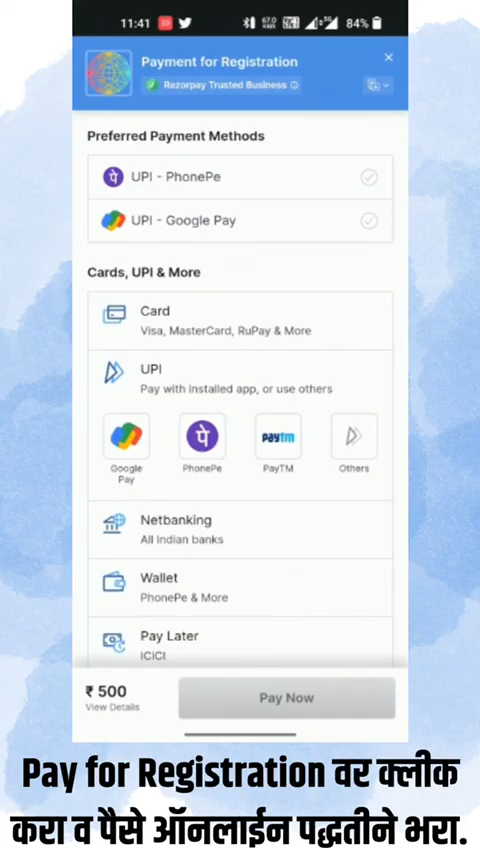 11:41
84%
Payment for Registration
Razorpay Trusted Business
Preferred Payment Methods
UPI - PhonePe
UPI - Google Pay
Cards, UPI & More
Card
Visa, MasterCard, RuPay & More
UPI
Pay with installed app, or use others
paytm
Google Pay
PhonePe
PayTM
Others
Netbanking
All Indian banks
Wallet
PhonePe & More
Pay Later
ICICI
₹ 500
View Details
Pay Now
Pay for Registration वर क्लीक
करा व पैसे ऑनलाईन पद्धतीने भरा.